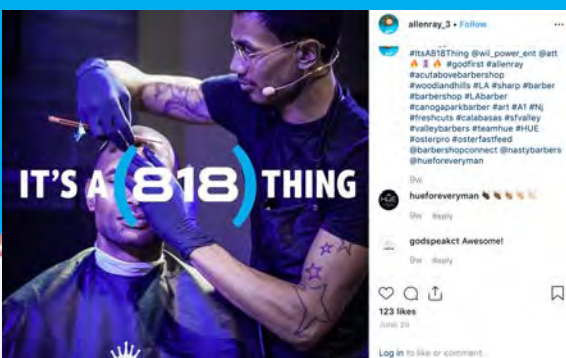 IT'S A (818) THING
allenray_3 • Follow
#ItsA818Thing @wil_power_ent @att
#godfirst #allenray
#acutabovebarbershop
#woodlandhills #LA #sharp #barber
#barbershop #LAbarber
#canogaparkbarber #art #A1 #Nj
#freshcuts #calabasas #sfvalley
#valleybarbers #teamhue #HUE
#osterpro #osterfastfeed
@barbershopconnect @nastybarbers
@hueforeveryman
9w
hueforeveryman
9w Reply
godspeakct Awesome!
9w Reply
123 likes
JUNE 20
Log in to like or comment.